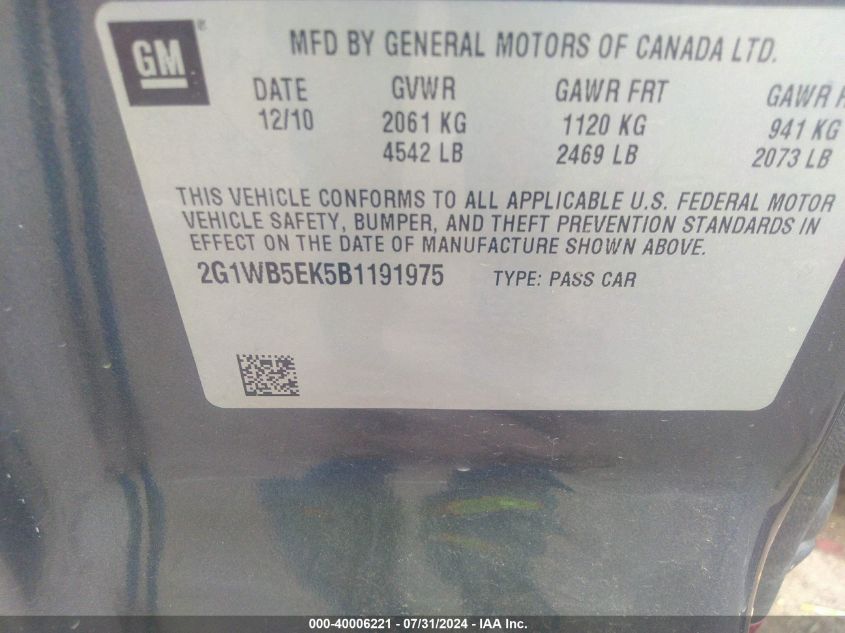 GM® MFD BY GENERAL MOTORS OF CANADA LTD.
DATE GVWR GAWR FRT GAWR
12/10 2061 KG 1120 KG 941 KG
4542 LB 2469 LB 2073 LB
THIS VEHICLE CONFORMS TO ALL APPLICABLE U.S. FEDERAL MOTOR
VEHICLE SAFETY, BUMPER, AND THEFT PREVENTION STANDARDS IN
EFFECT ON THE DATE OF MANUFACTURE SHOWN ABOVE.
2G1WB5EK5B1191975 TYPE: PASS CAR
000-40006221 - 07/31/2024 - IAA Inc.